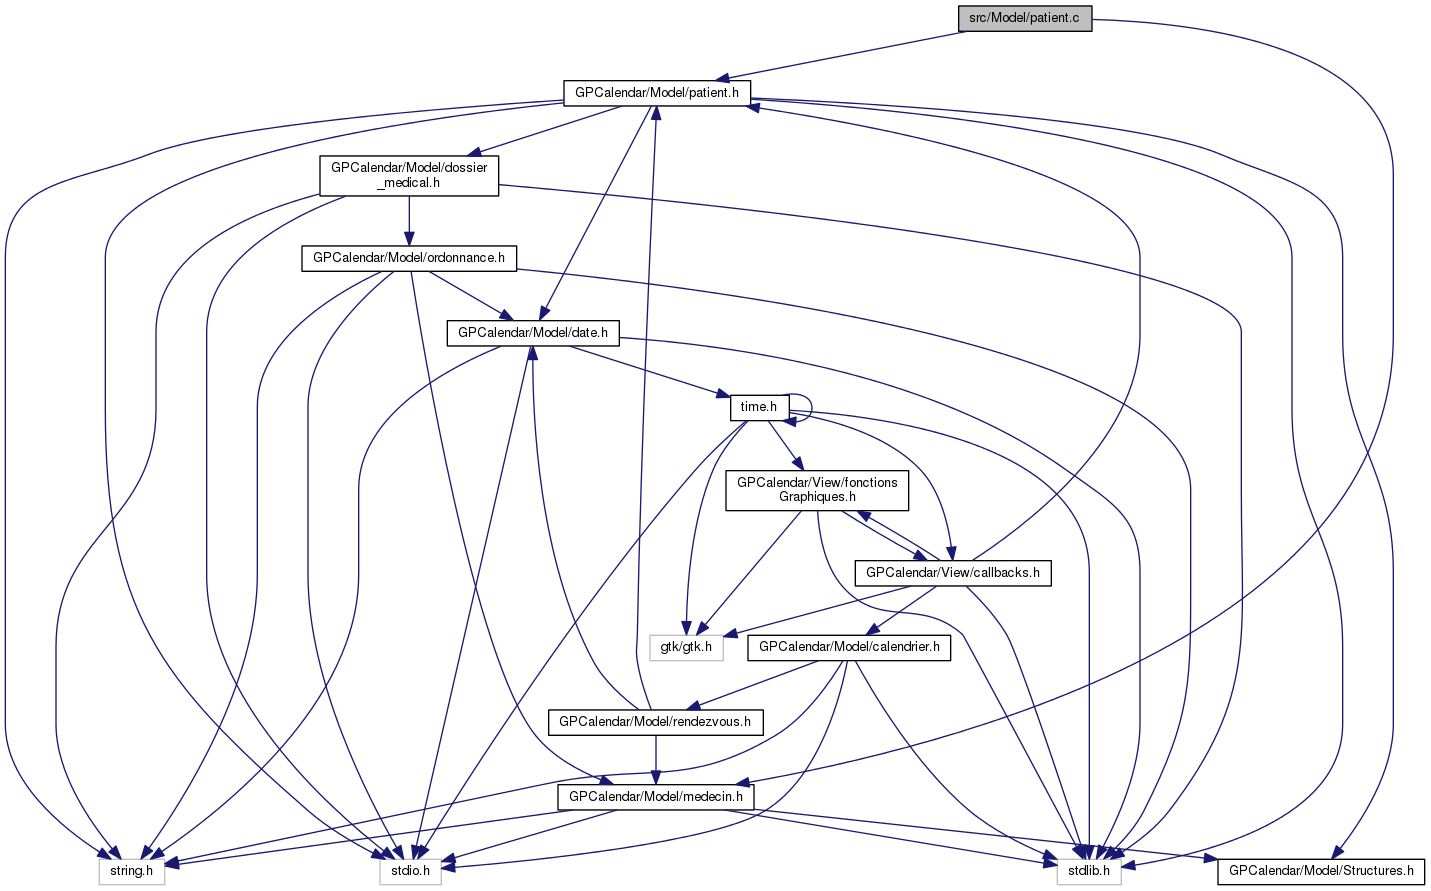 src/Model/patient.c
GPCalendar/Model/patient.h
GPCalendar/Model/dossier
_medical.h
GPCalendar/Model/ordonnance.h
GPCalendar/Model/date.h
time.h
GPCalendar/View/fonctions
Graphiques.h
GPCalendar/View/callbacks.h
gtk/gtk.h
GPCalendar/Model/calendrier.h
GPCalendar/Model/rendezvous.h
GPCalendar/Model/medecin.h
string.h
stdio.h
stdlib.h
GPCalendar/Model/Structures.h